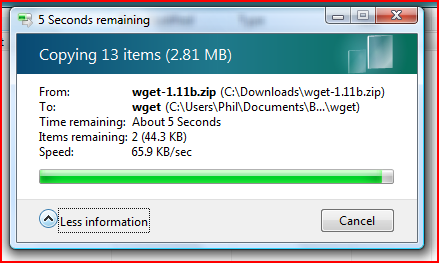 5 Seconds remaining
Copying 13 items (2.81 MB)
From: wget-1.11b.zip (C:\Downloads\wget-1.11b.zip)
To: wget (C:\Users\Phil\Documents\B...\wget)
Time remaining: About 5 Seconds
Items remaining: 2 (44.3 KB)
Speed: 65.9 KB/sec
Less information
Cancel